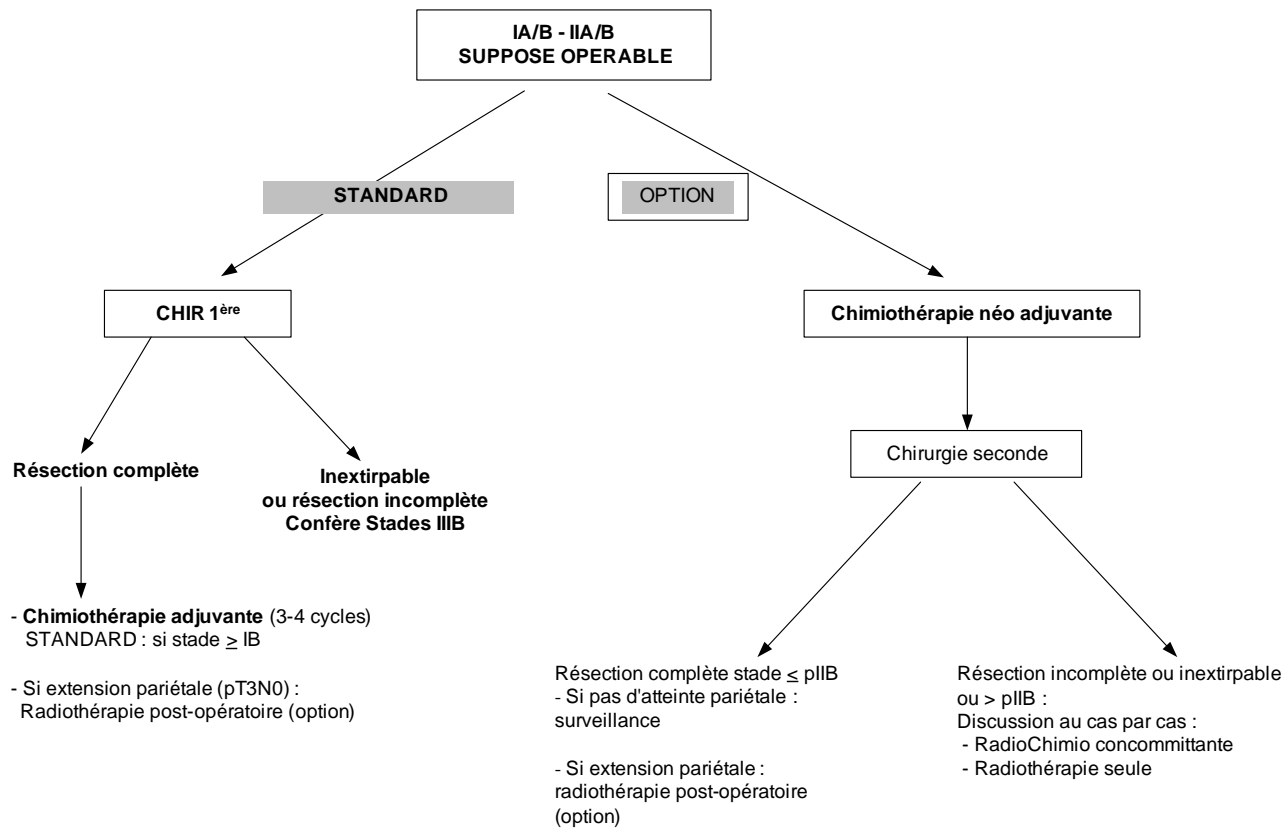 IA/B - IIA/B
SUPPOSE OPERABLE
STANDARD
OPTION
CHIR 1ère
Chimiothérapie néo adjuvante
Chirurgie seconde
Résection complète
Inextirpable
ou résection incomplète
Confère Stades IIIB
- Chimiothérapie adjuvante (3-4 cycles)
STANDARD : si stade ≥ IB
- Si extension pariétale (pT3N0) :
Radiothérapie post-opératoire (option)
Résection complète stade ≤ pIIB
- Si pas d'atteinte pariétale :
surveillance
- Si extension pariétale :
radiothérapie post-opératoire
(option)
Résection incomplète ou inextirpable
ou > pIIB :
Discussion au cas par cas :
- RadioChimio concommittante
- Radiothérapie seule